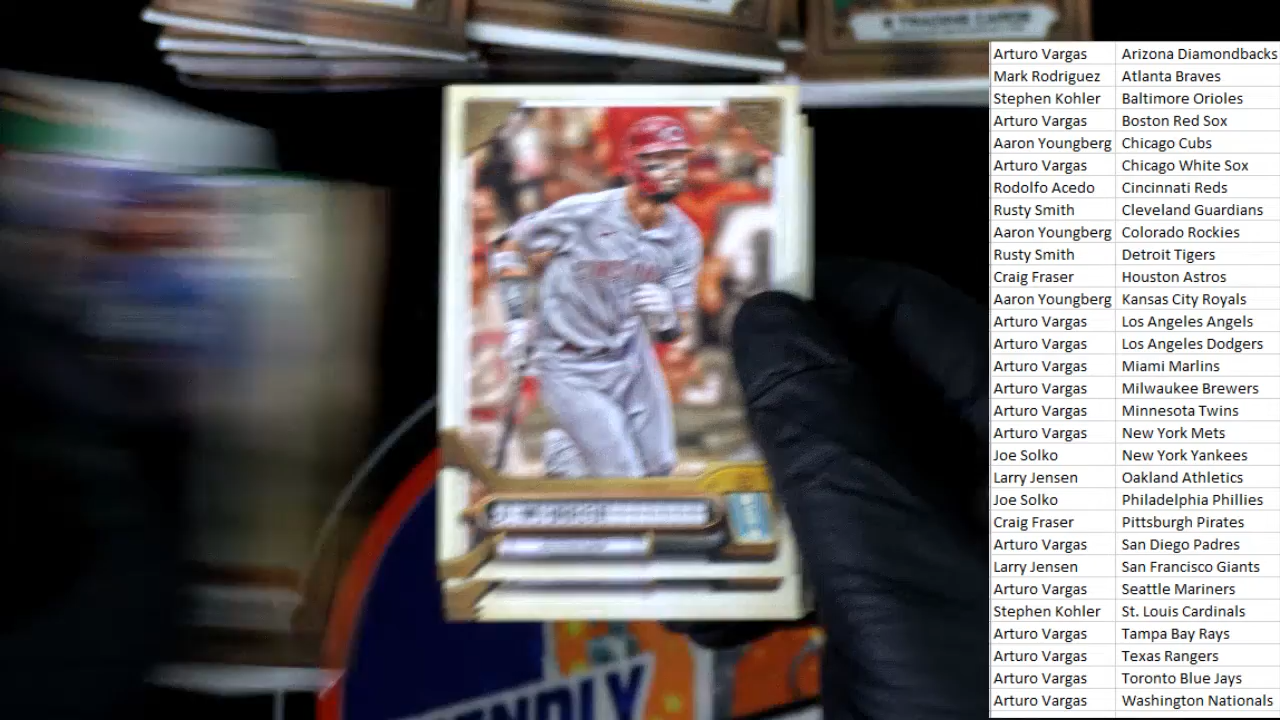 8 TRADING CARDS
Arturo Vargas Arizona Diamondbacks
Mark Rodriguez Atlanta Braves
Stephen Kohler Baltimore Orioles
Arturo Vargas Boston Red Sox
Aaron Youngberg Chicago Cubs
Arturo Vargas Chicago White Sox
Rodolfo Acedo Cincinnati Reds
Rusty Smith Cleveland Guardians
Aaron Youngberg Colorado Rockies
Rusty Smith Detroit Tigers
Craig Fraser Houston Astros
Aaron Youngberg Kansas City Royals
Arturo Vargas Los Angeles Angels
Arturo Vargas Los Angeles Dodgers
Arturo Vargas Miami Marlins
Arturo Vargas Milwaukee Brewers
Arturo Vargas Minnesota Twins
Arturo Vargas New York Mets
Joe Solko New York Yankees
Larry Jensen Oakland Athletics
Joe Solko Philadelphia Phillies
Craig Fraser Pittsburgh Pirates
Arturo Vargas San Diego Padres
Larry Jensen San Francisco Giants
Arturo Vargas Seattle Mariners
Stephen Kohler St. Louis Cardinals
Arturo Vargas Tampa Bay Rays
Arturo Vargas Texas Rangers
Arturo Vargas Toronto Blue Jays
Arturo Vargas Washington Nationals